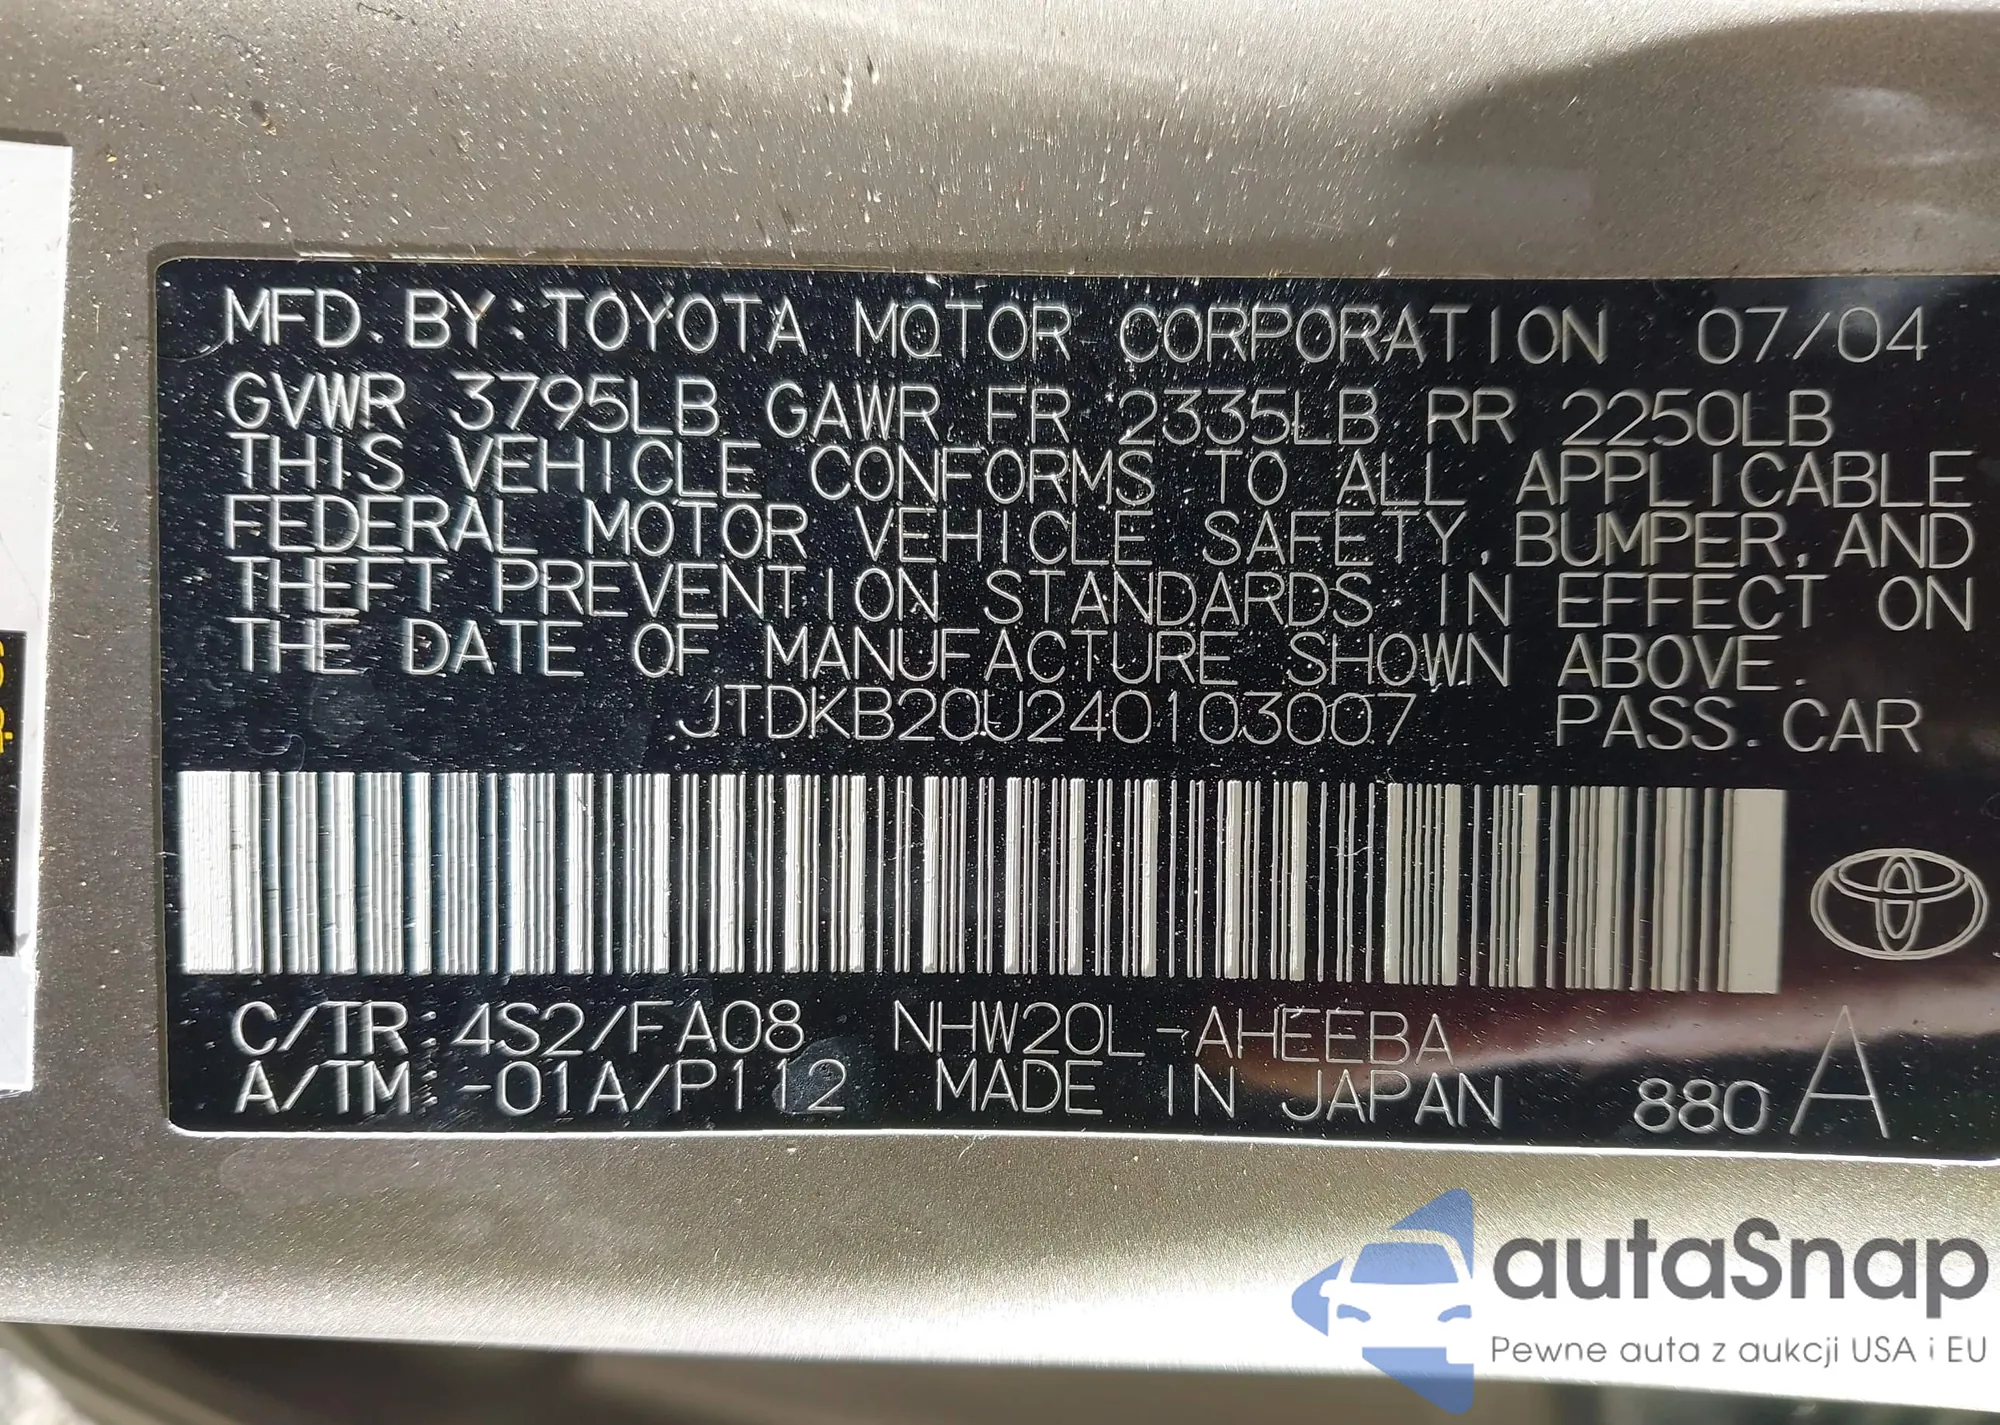 MFD. BY: TOYOTA MOTOR CORPORATION 07/04
GVWR 3795LB GAWR FR 2335LB RR 2250LB
THIS VEHICLE CONFORMS TO ALL APPLICABLE
FEDERAL MOTOR VEHICLE SAFETY, BUMPER, AND
THEFT PREVENTION STANDARDS IN EFFECT ON
THE DATE OF MANUFACTURE SHOWN ABOVE.
JTDKB20U240103007 PASS. CAR
C/TR: 4S2/FA08 NHW20L-AHEEBA
A/TM: -01A/P112 MADE IN JAPAN 880 A
autaSnap
Pewne auta z aukcji USA i EU